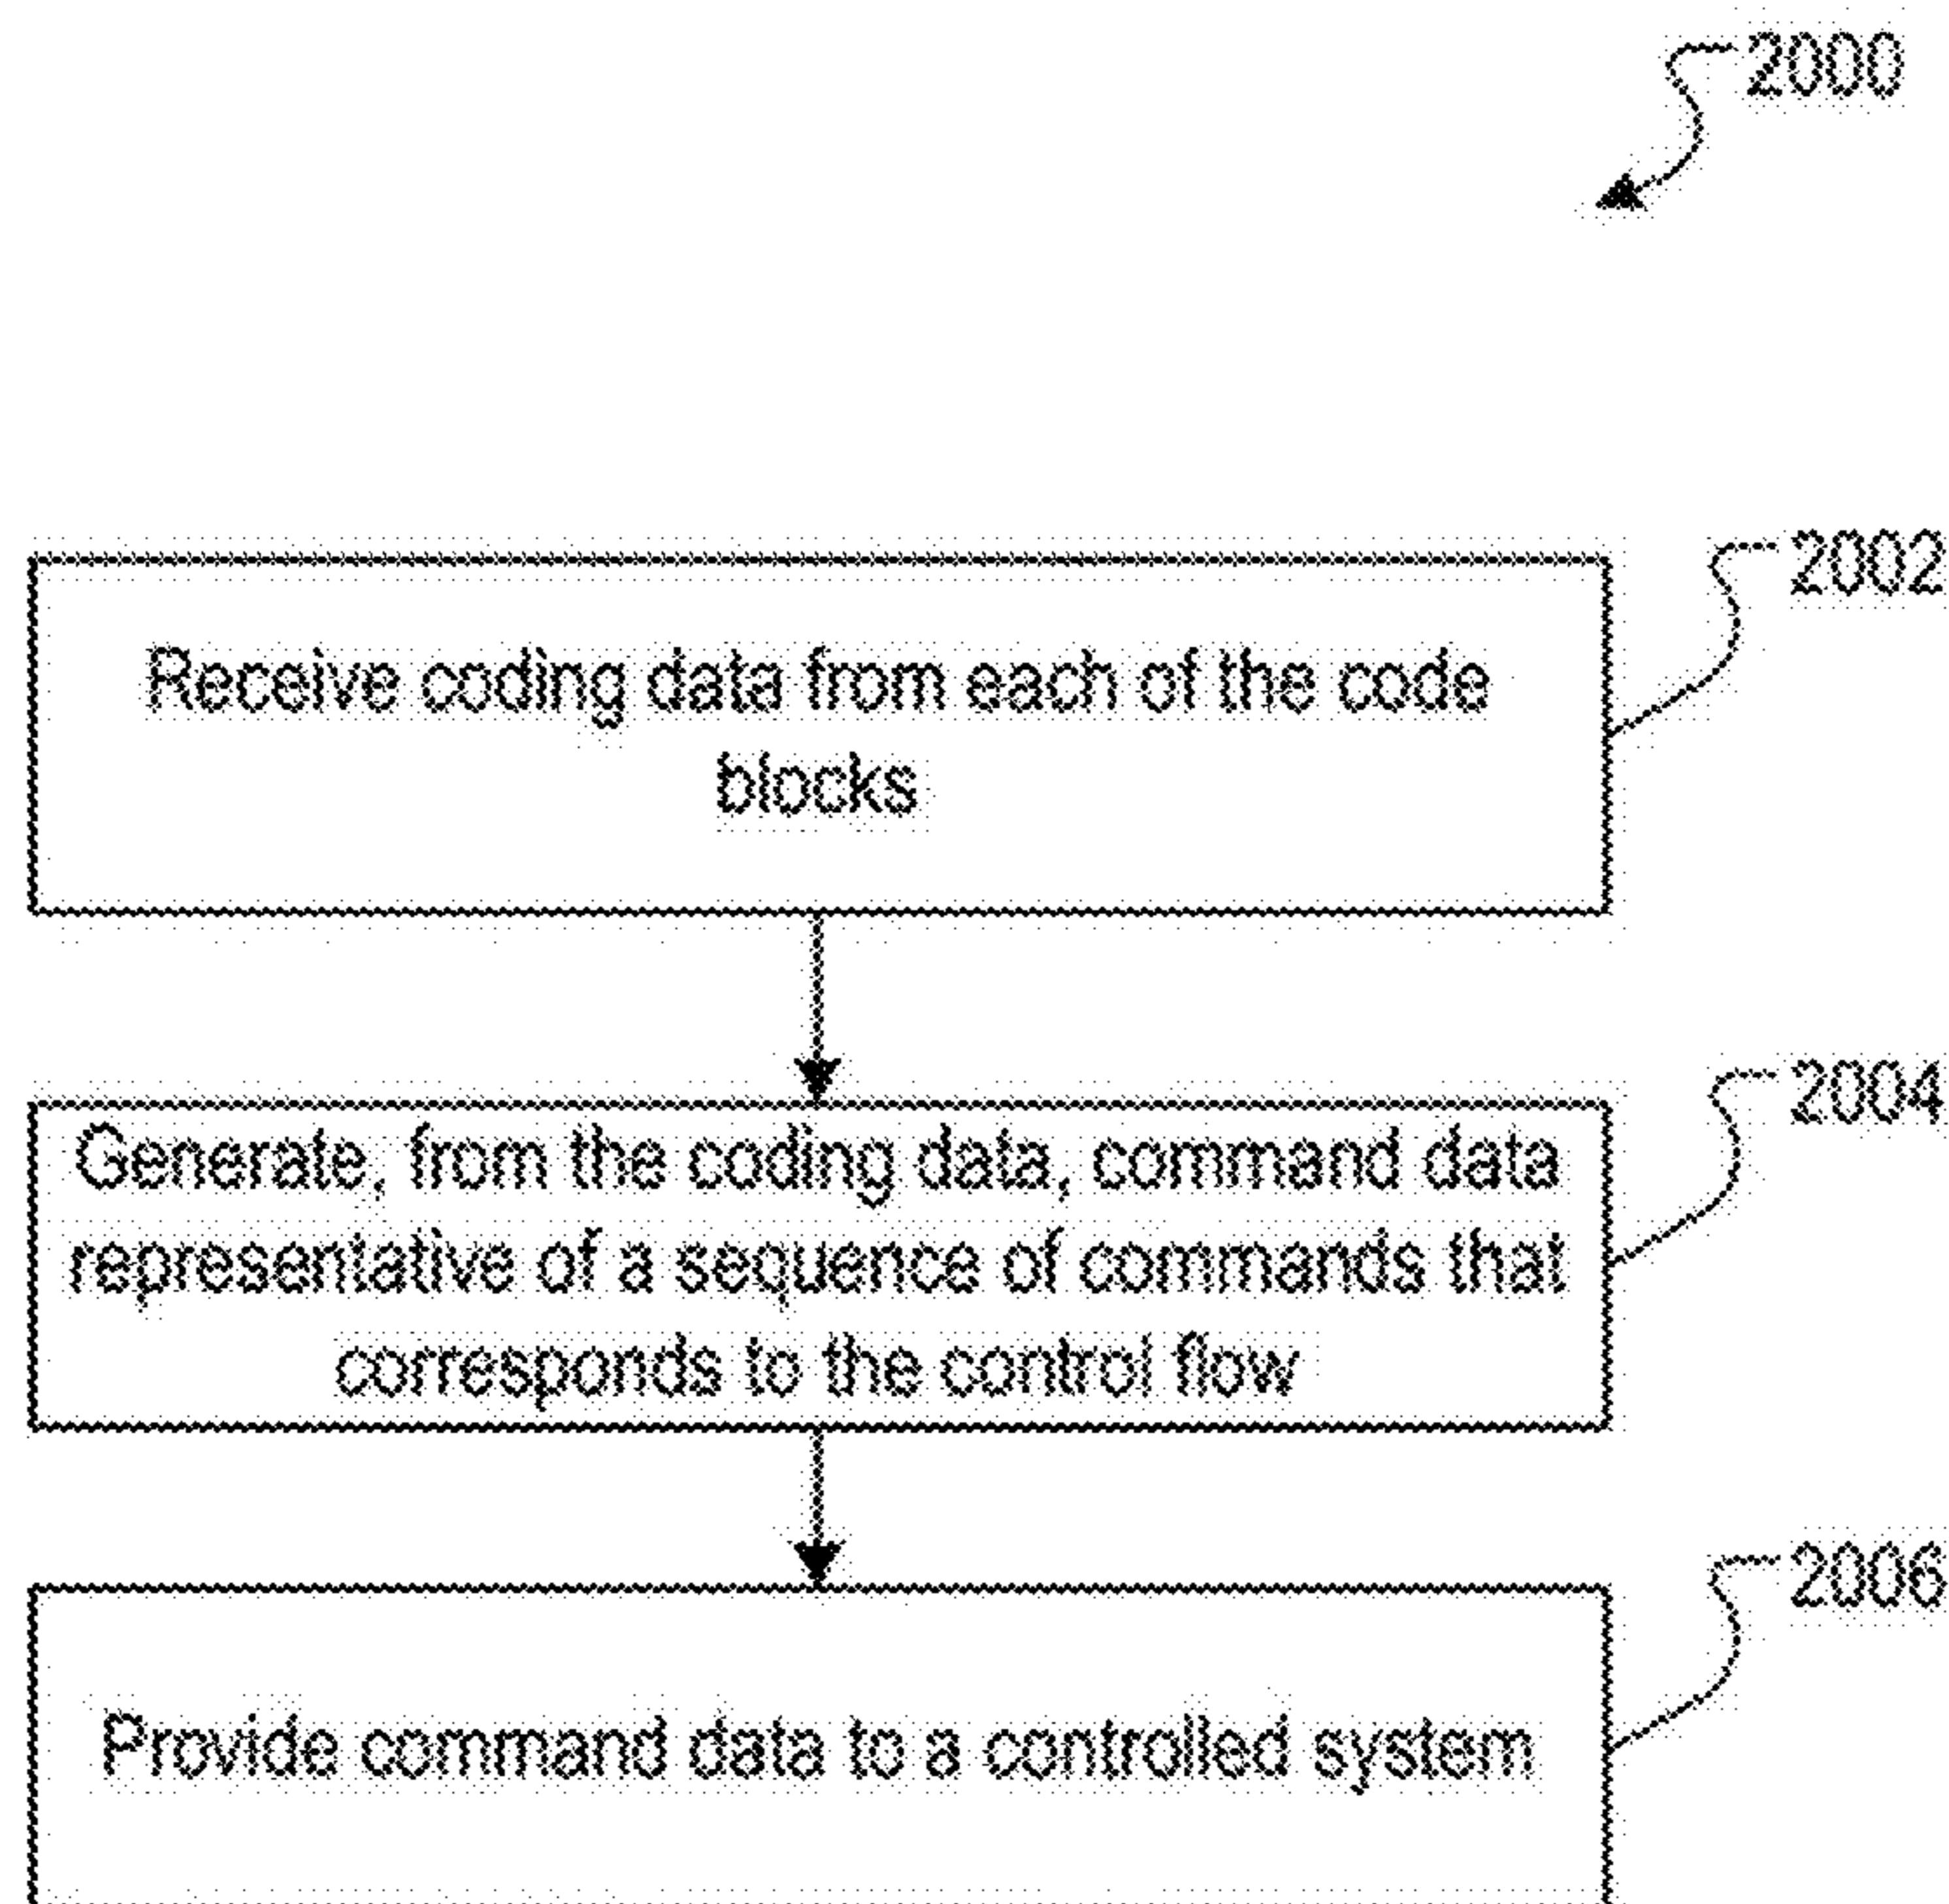 2000
2002
Receive coding data from each of the code
blocks
2004
Generate, from the coding data, command data
representative of a sequence of commands that
corresponds to the control flow
2006
Provide command data to a controlled system